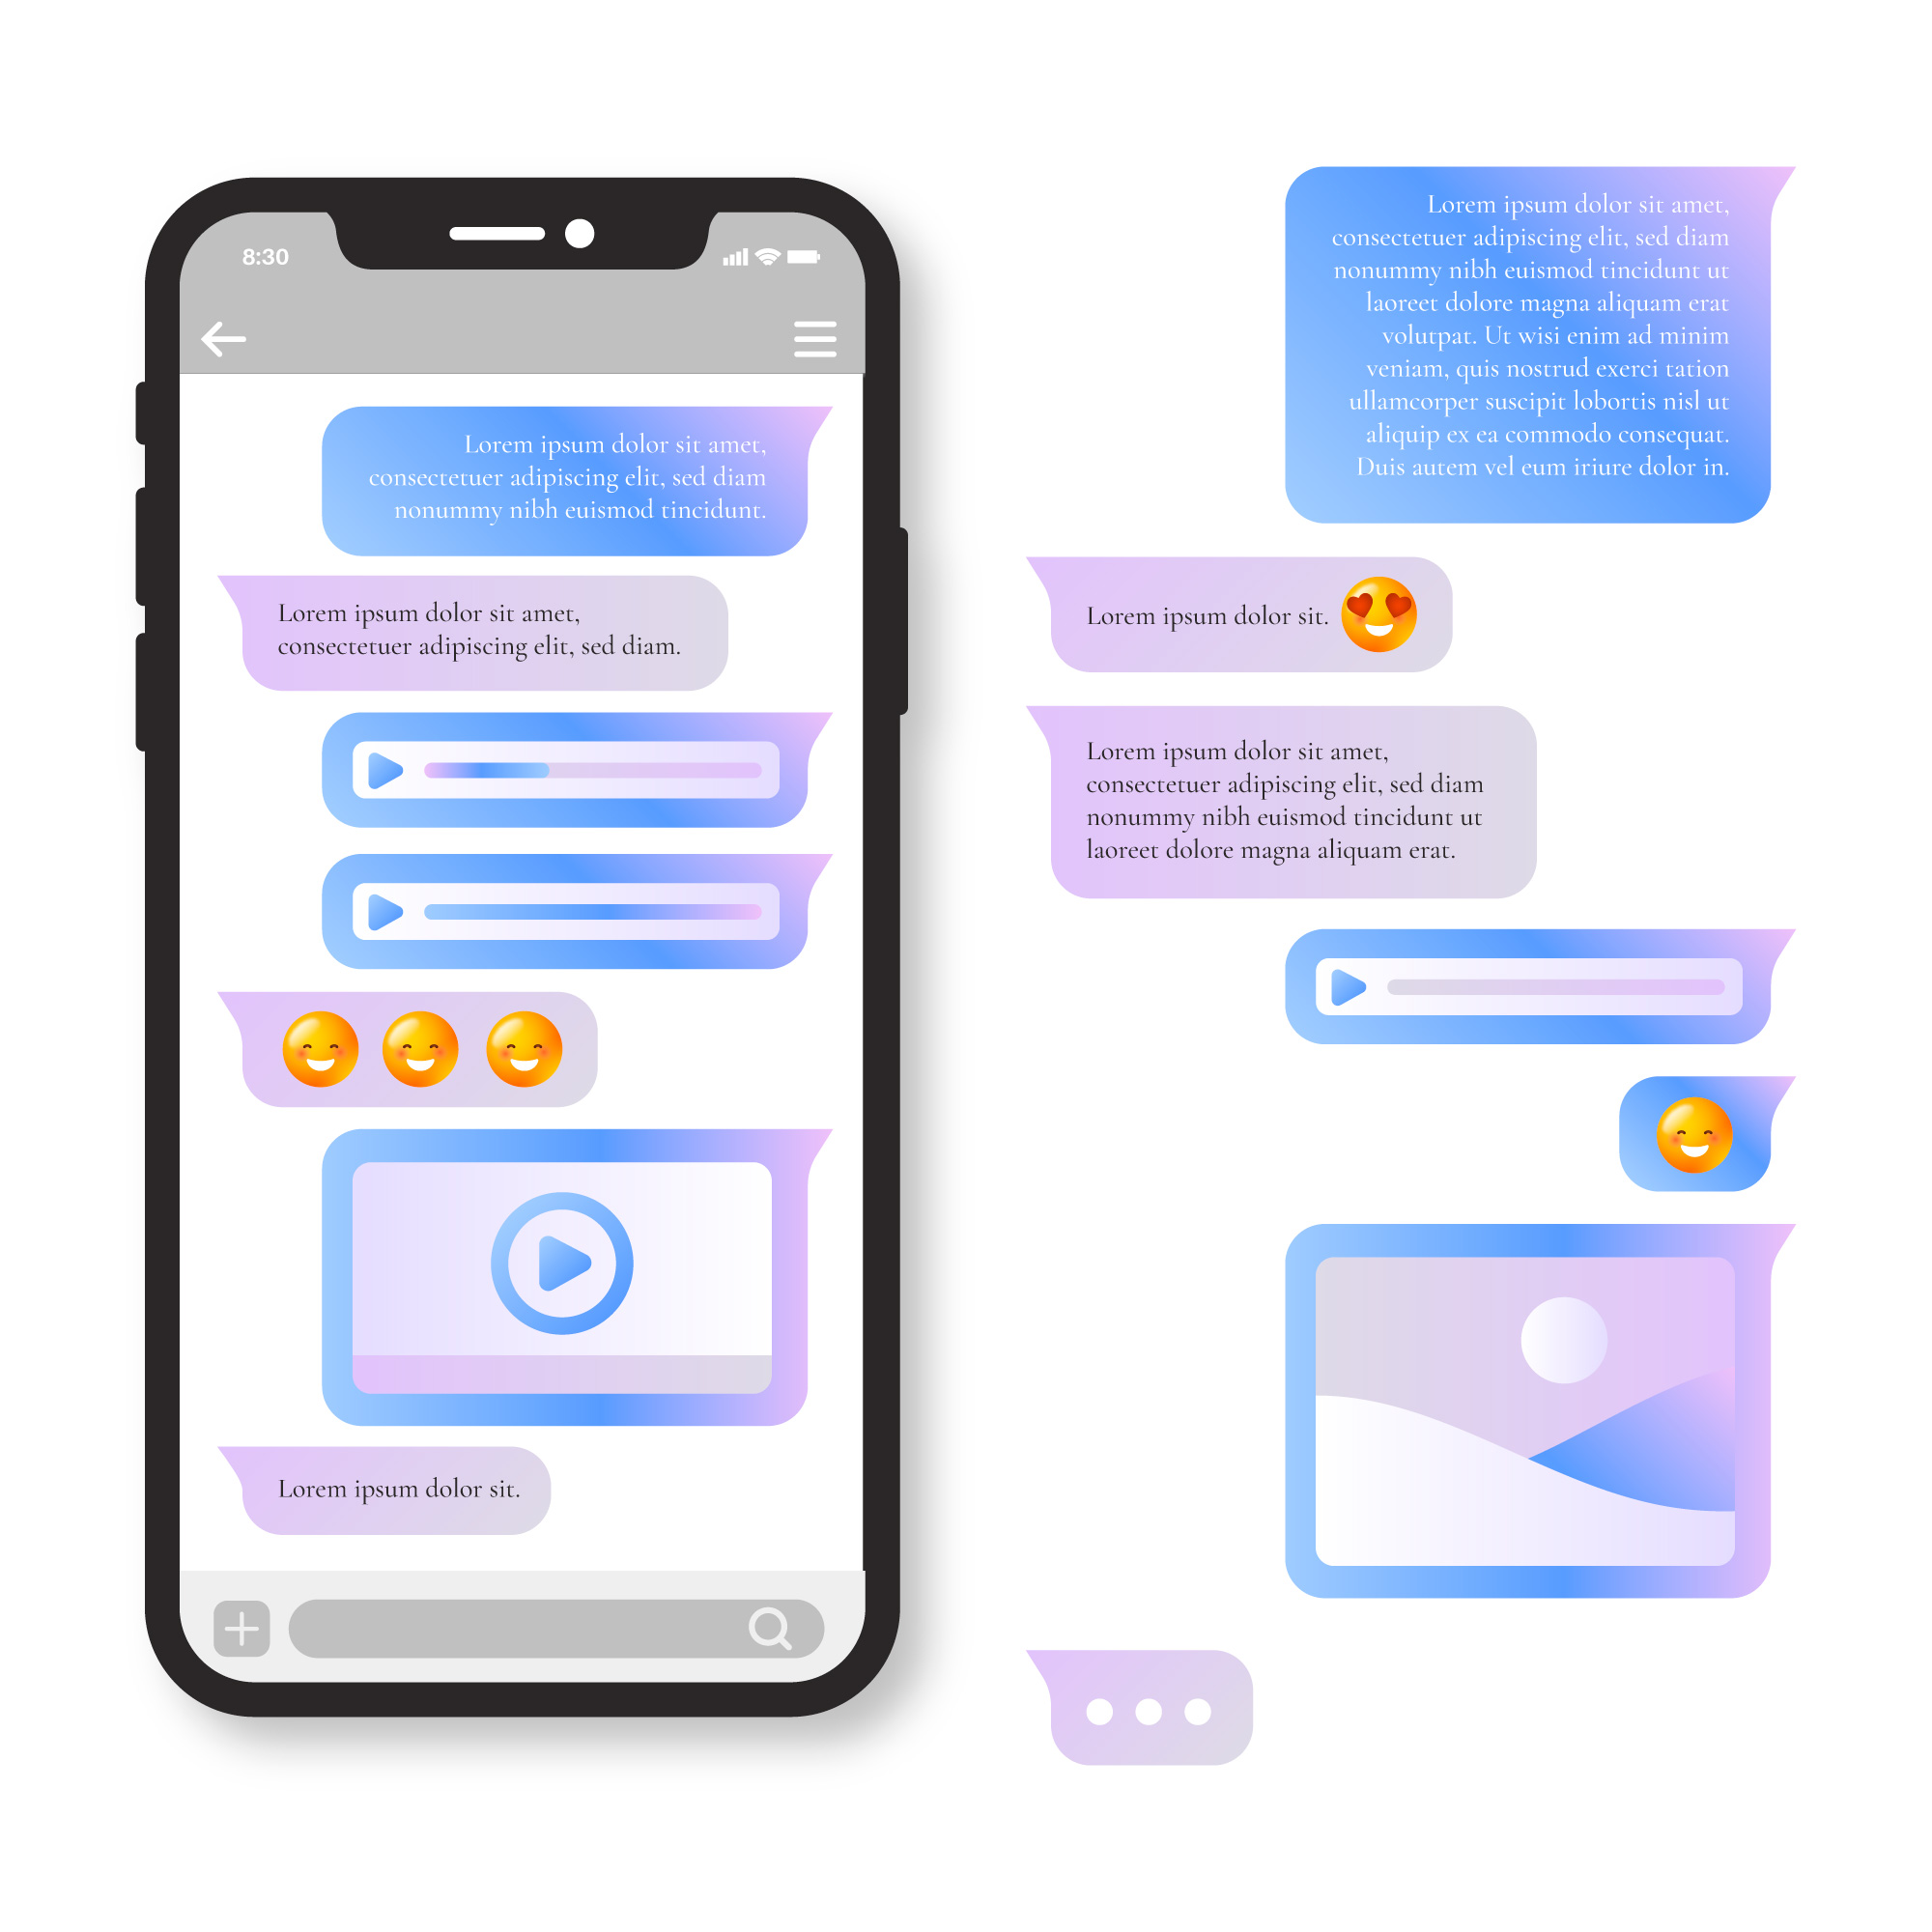 8:30
Lorem ipsum dolor sit amet,
consectetuer adipiscing elit, sed diam
nonummy nibh euismod tincidunt.
Lorem ipsum dolor sit amet,
consectetuer adipiscing elit, sed diam.
Lorem ipsum dolor sit.
Lorem ipsum dolor sit amet,
consectetuer adipiscing elit, sed diam
nonummy nibh euismod tincidunt ut
laoreet dolore magna aliquam erat
volutpat. Ut wisi enim ad minim
veniam, quis nostrud exerci tation
ullamcorper suscipit lobortis nisl ut
aliquip ex ea commodo consequat.
Duis autem vel eum iriure dolor in.
Lorem ipsum dolor sit.
Lorem ipsum dolor sit amet,
consectetuer adipiscing elit, sed diam
nonummy nibh euismod tincidunt ut
laoreet dolore magna aliquam erat.